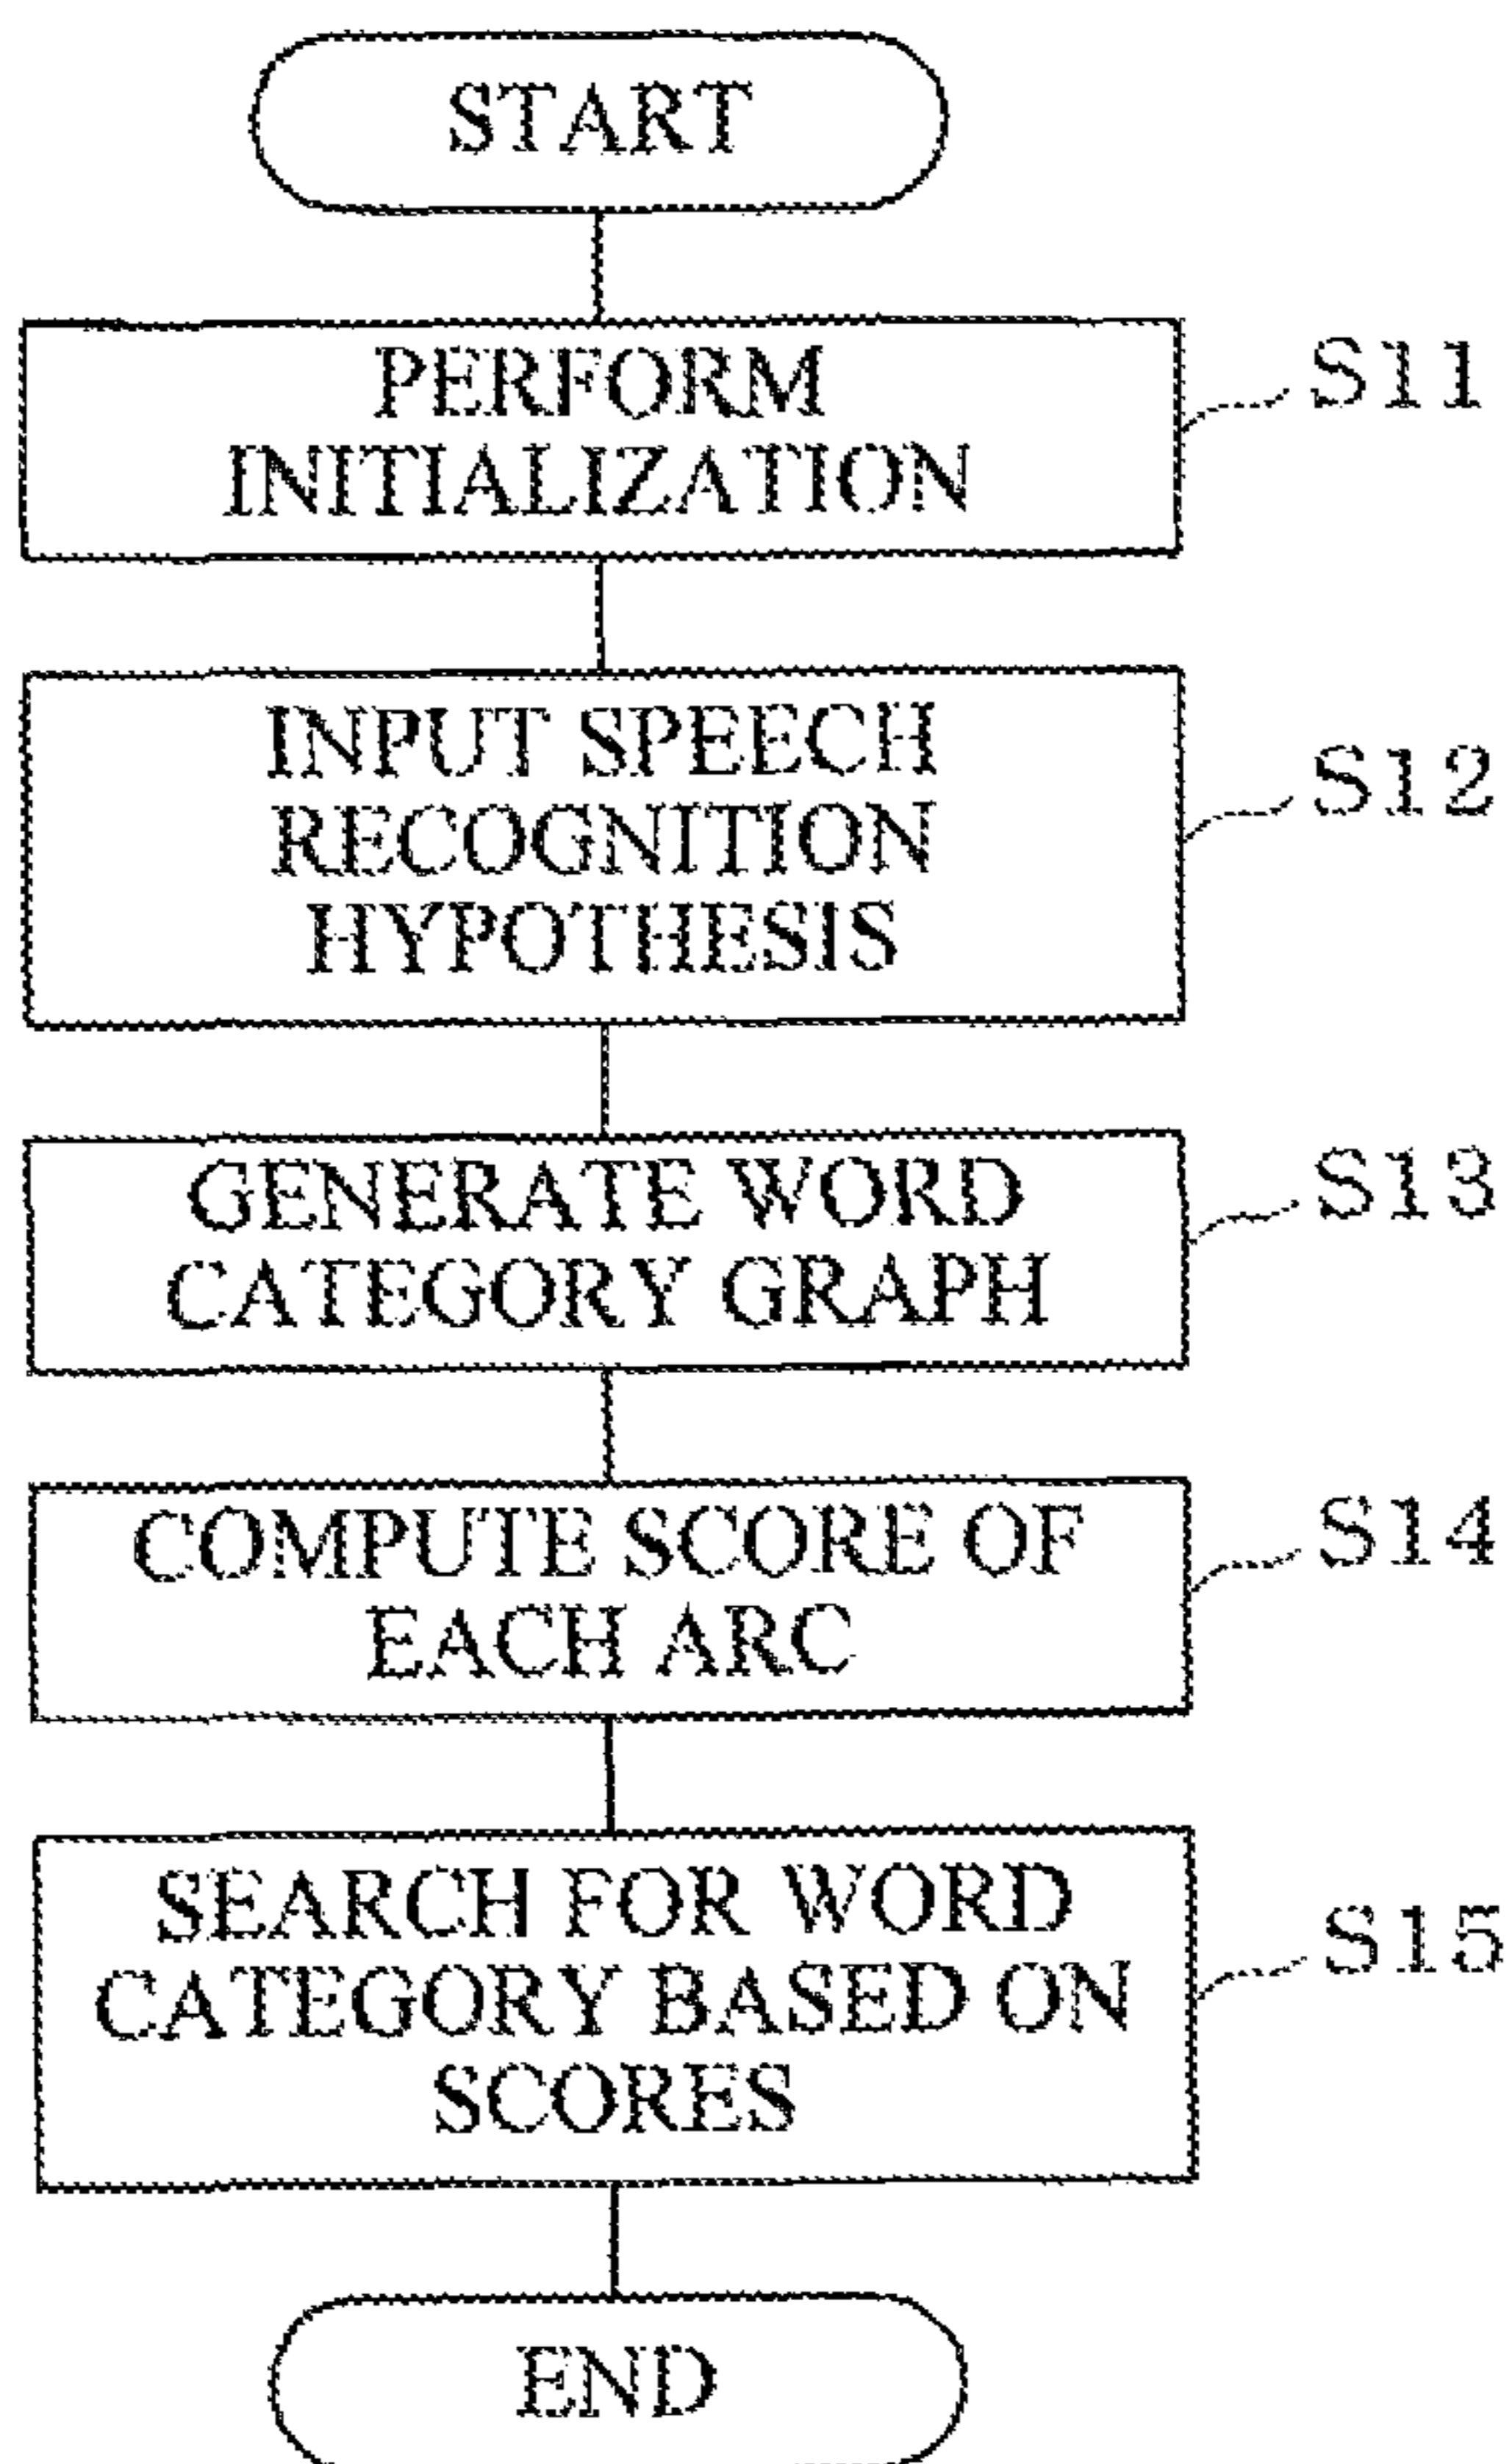 START
PERFORM
INITIALIZATION
S11
INPUT SPEECH
RECOGNITION
HYPOTHESIS
S12
GENERATE WORD
CATEGORY GRAPH
S13
COMPUTE SCORE OF
EACH ARC
S14
SEARCH FOR WORD
CATEGORY BASED ON
SCORES
S15
END